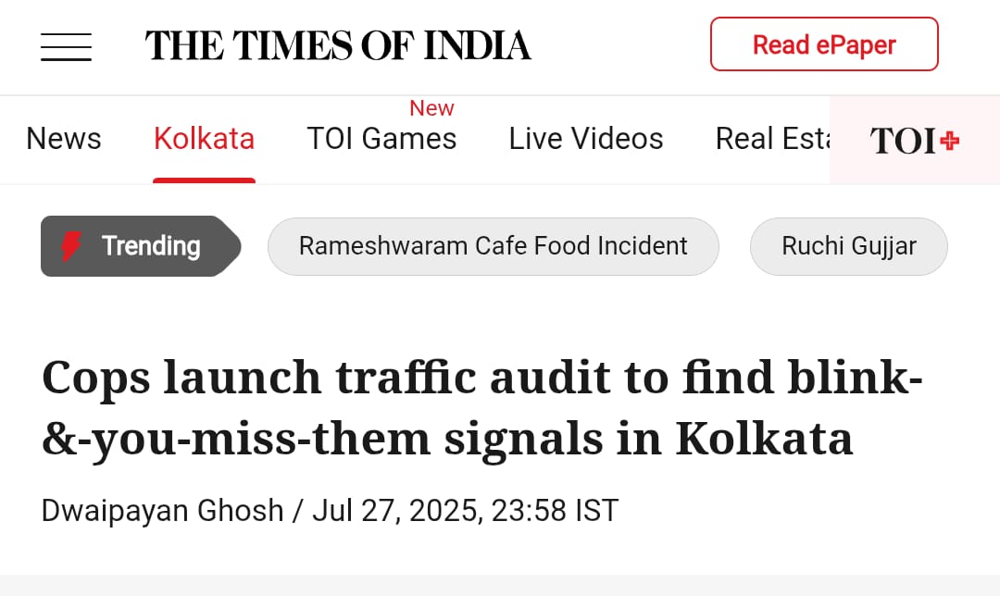 THE TIMES OF INDIA
Read ePaper
New
News Kolkata TOI Games Live Videos Real Esta TOI+
Trending Rameshwaram Cafe Food Incident Ruchi Gujjar
Cops launch traffic audit to find blink-
&-you-miss-them signals in Kolkata
Dwaipayan Ghosh / Jul 27, 2025, 23:58 IST